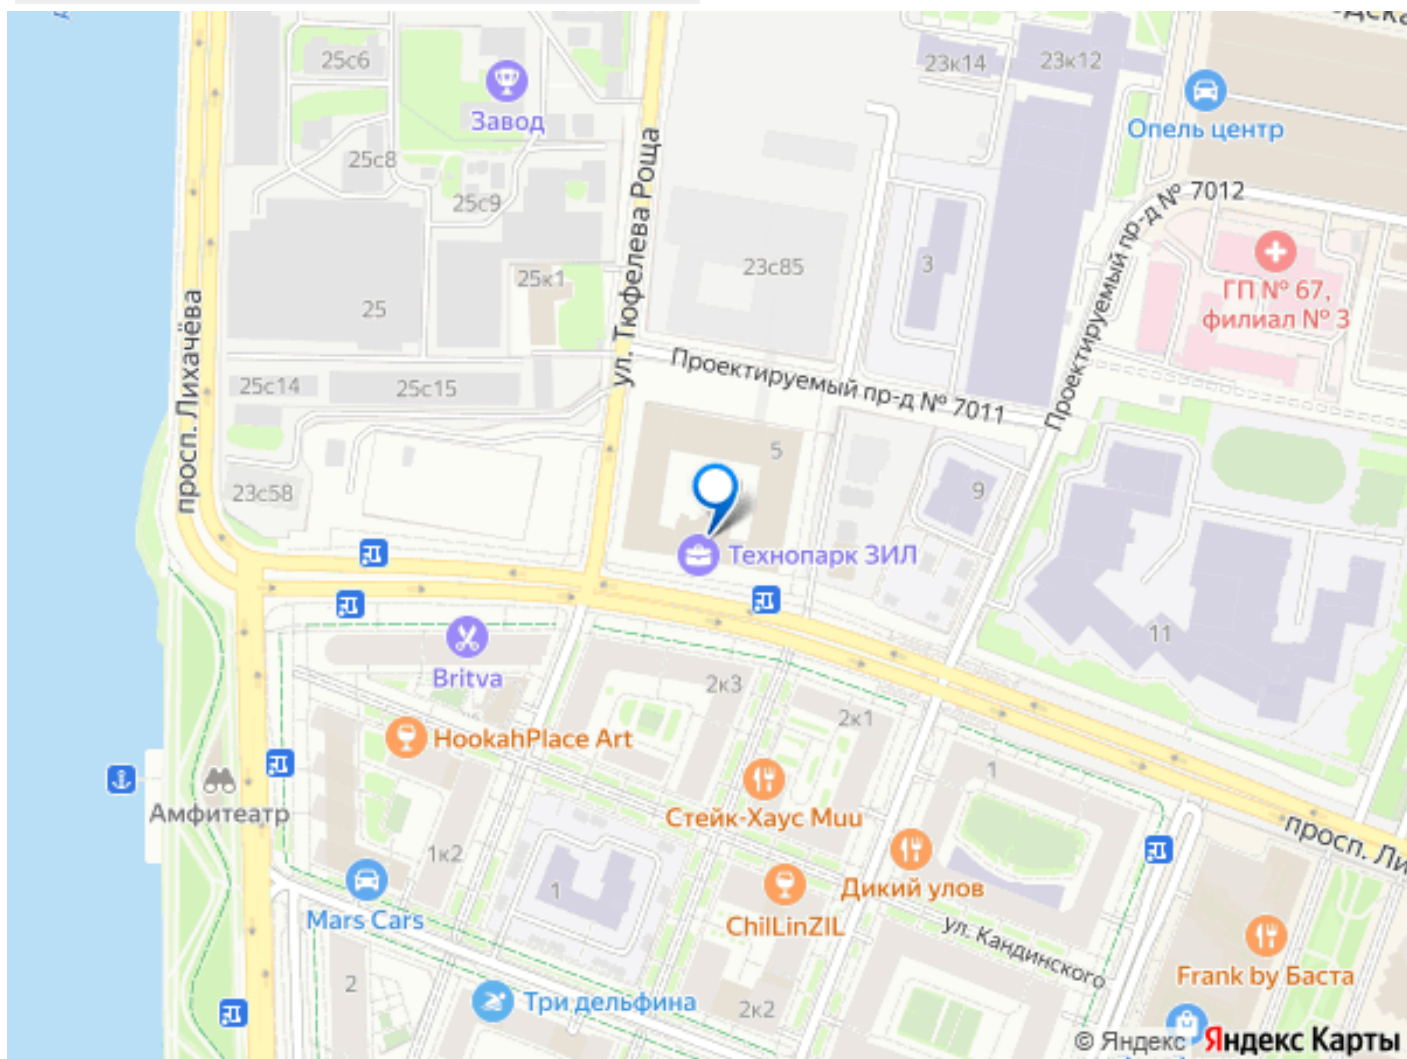 25с6
23к14
23к12
Завод
Опель центр
25с8
25с9
ул. Тюфелева Роща
Проектируемый пр-д № 7012
25к1
23с85
3
ГП № 67,
филиал № 3
25
просп. Лихачёва
Проектируемый пр-д № 7011
25с14
25с15
5
9
23с58
Технопарк ЗИЛ
11
Britva
2к3
2к1
HookahPlace Art
1
Стейк-Хаус Muu
Амфитеатр
просп. Ли
1к2
1
Дикий улов
Mars Cars
ChilLinZIL
ул. Кандинского
Frank by Баста
2
Три дельфина
2к2
© Яндекс Яндекс Карты